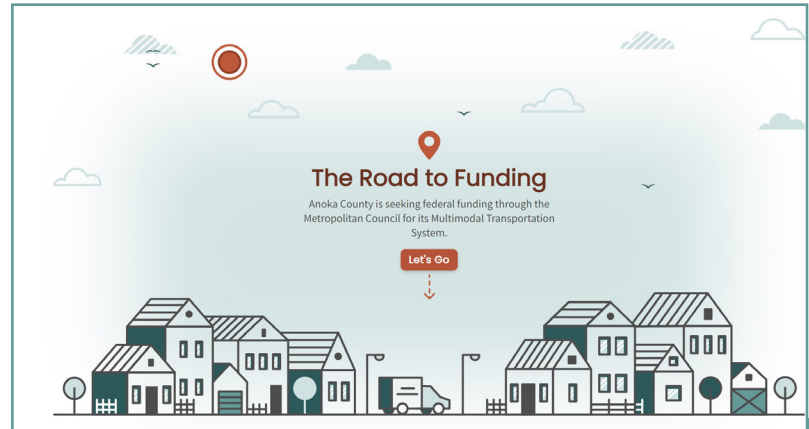 The Road to Funding
Anoka County is seeking federal funding through the
Metropolitan Council for its Multimodal Transportation
System.
Let's Go